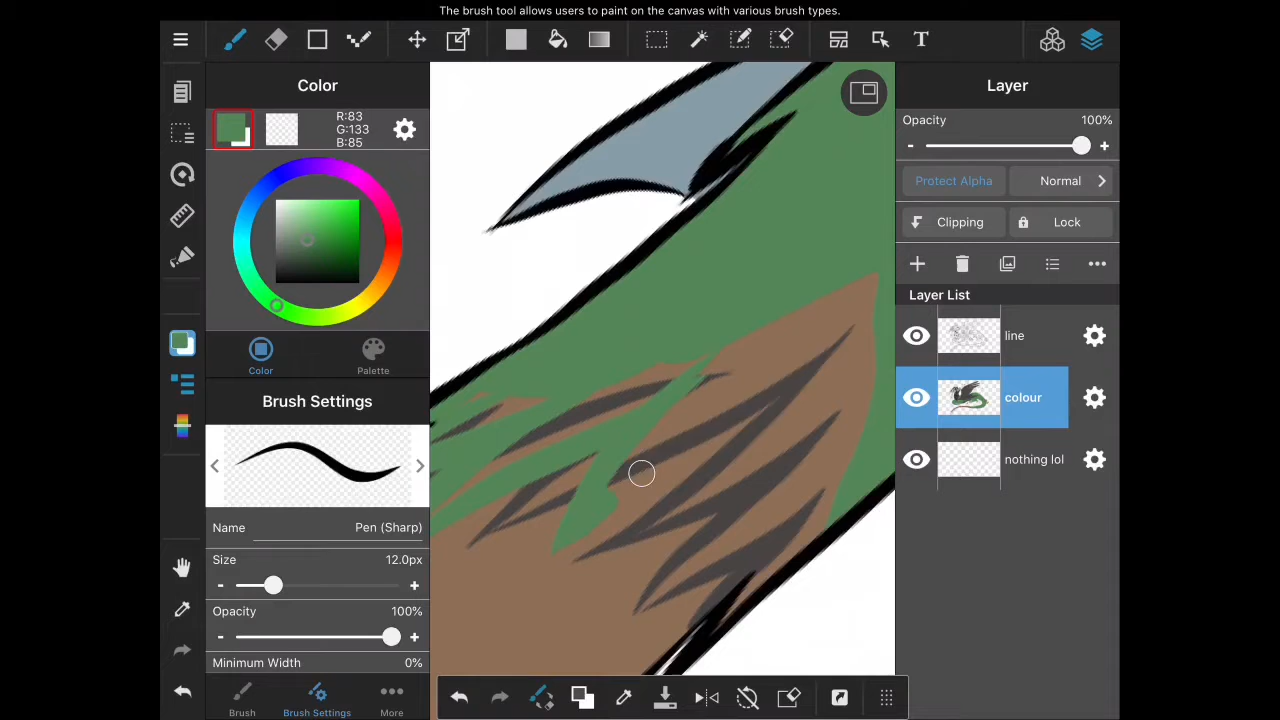 The brush tool allows users to paint on the canvas with various brush types.
T
Color
R:83
G:133
B:85
Color
Palette
Brush Settings
Name
Pen (Sharp)
Size
12.0px
-
+
Opacity
100%
-
+
Minimum Width
0%
Brush
Brush Settings
More
Layer
Opacity
100%
-
+
Protect Alpha
Normal
Clipping
Lock
Layer List
line
colour
nothing lol